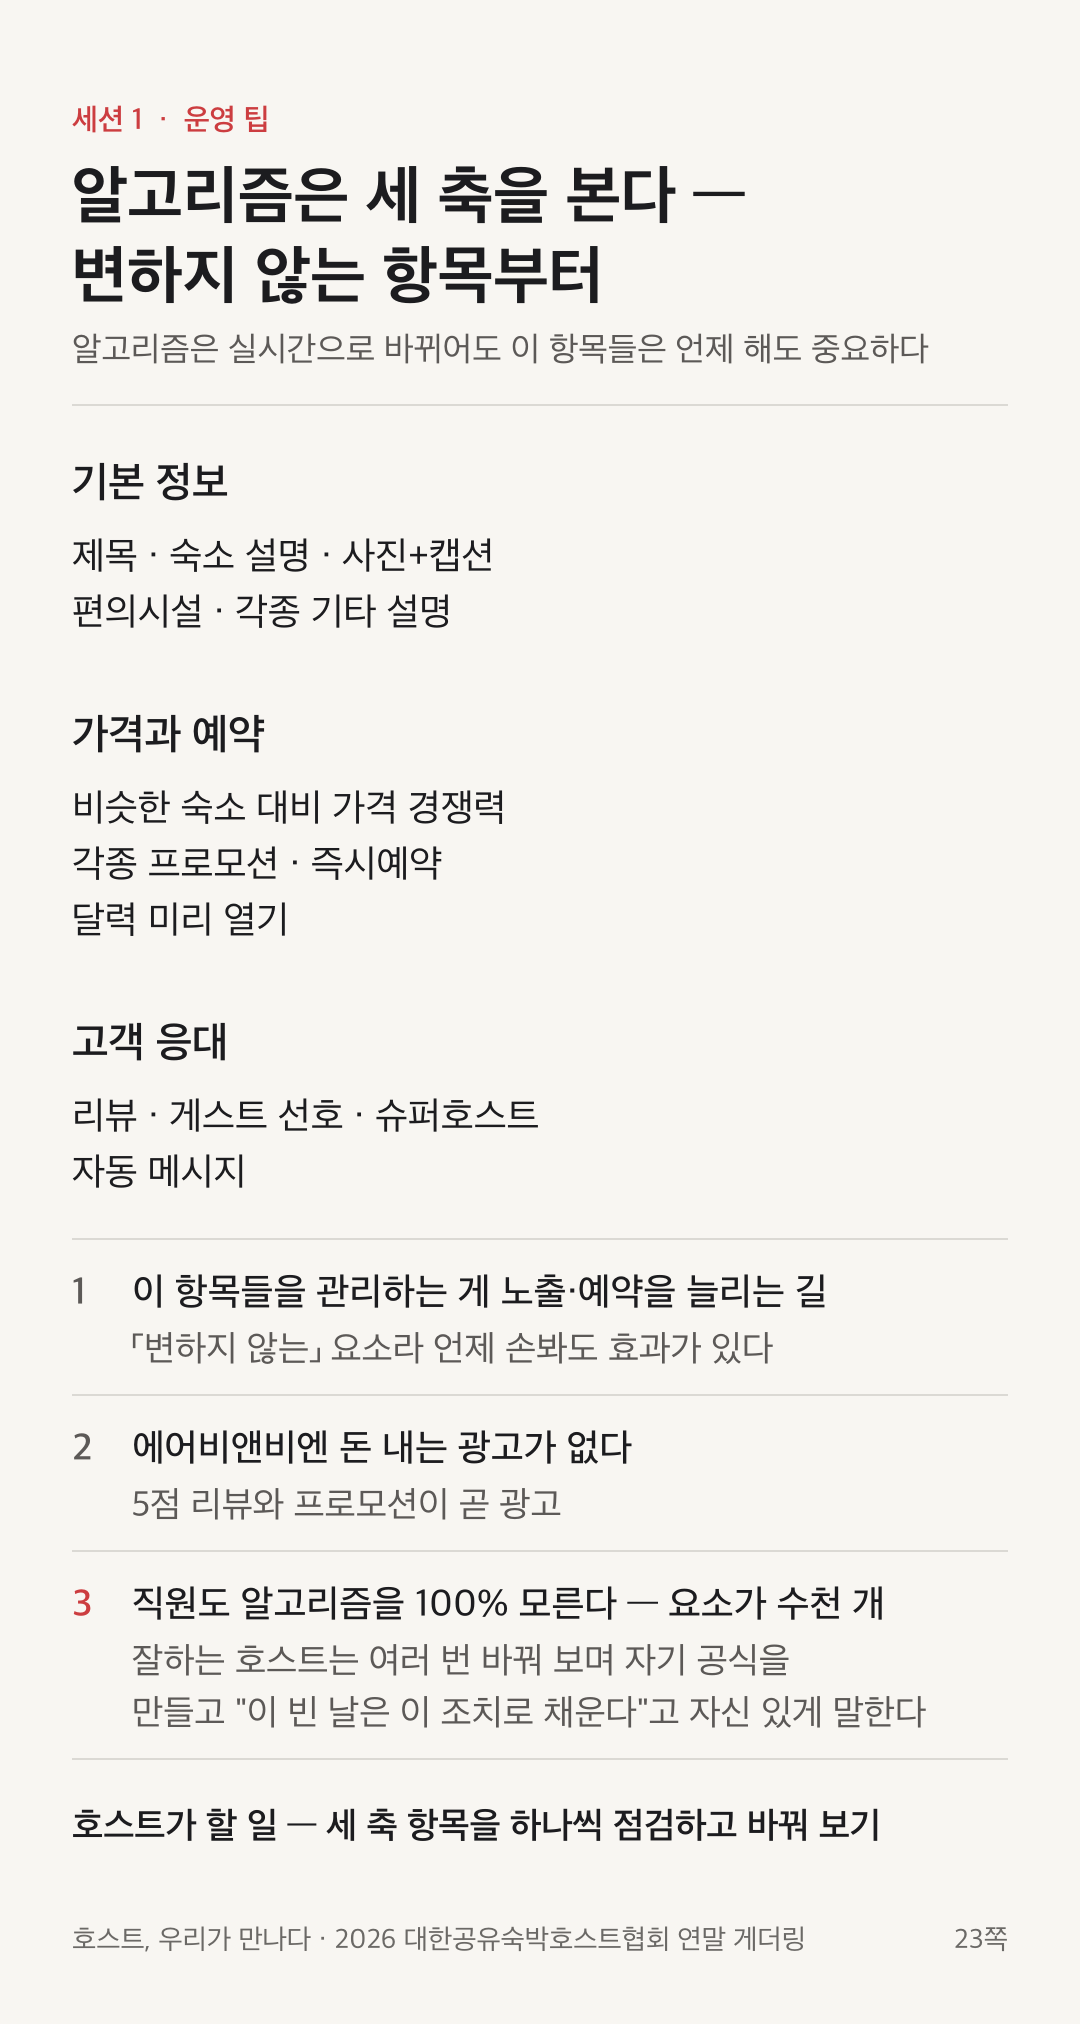 세션 1 · 운영 팁
알고리즘은 세 축을 본다 —
변하지 않는 항목부터
알고리즘은 실시간으로 바뀌어도 이 항목들은 언제 해도 중요하다
기본 정보
제목 · 숙소 설명 · 사진+캡션
편의시설 · 각종 기타 설명
가격과 예약
비슷한 숙소 대비 가격 경쟁력
각종 프로모션 · 즉시예약
달력 미리 열기
고객 응대
리뷰 · 게스트 선호 · 슈퍼호스트
자동 메시지
1 이 항목들을 관리하는 게 노출·예약을 늘리는 길
「변하지 않는」 요소라 언제 손봐도 효과가 있다
2 에어비앤비엔 돈 내는 광고가 없다
5점 리뷰와 프로모션이 곧 광고
3 직원도 알고리즘을 100% 모른다 — 요소가 수천 개
잘하는 호스트는 여러 번 바꿔 보며 자기 공식을
만들고 "이 빈 날은 이 조치로 채운다"고 자신 있게 말한다
호스트가 할 일 — 세 축 항목을 하나씩 점검하고 바꿔 보기
호스트, 우리가 만나다 · 2026 대한공유숙박호스트협회 연말 게더링 23쪽